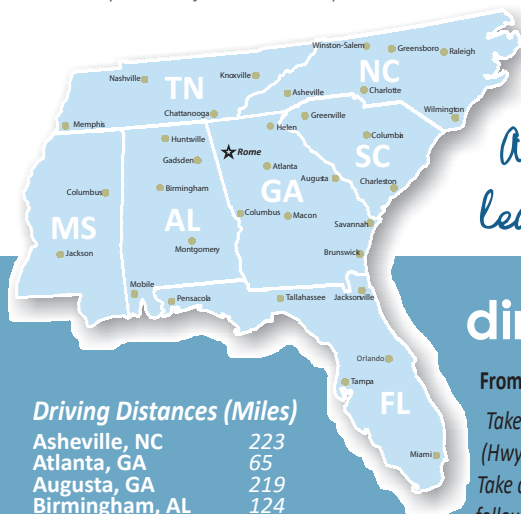 Winston-Salem
Greensboro
Raleigh
Nashville
Knoxville
TN
NC
Asheville
Charlotte
Chattanooga
Greenville
Wilmington
Memphis
Helen
Huntsville
Columbia
Rome
SC
Gadsden
Atlanta
Augusta
GA
Charleston
Columbus
Birmingham
MS
AL
Columbus
Macon
Savannah
Jackson
Montgomery
Brunswick
Mobile
Pensacola
Tallahassee
Jacksonville
Orlando
Tampa
FL
Miami
Driving Distances (Miles)
Asheville, NC 223
Atlanta, GA 65
Augusta, GA 219
Birmingham, AL 124
From
Take
(Hwy